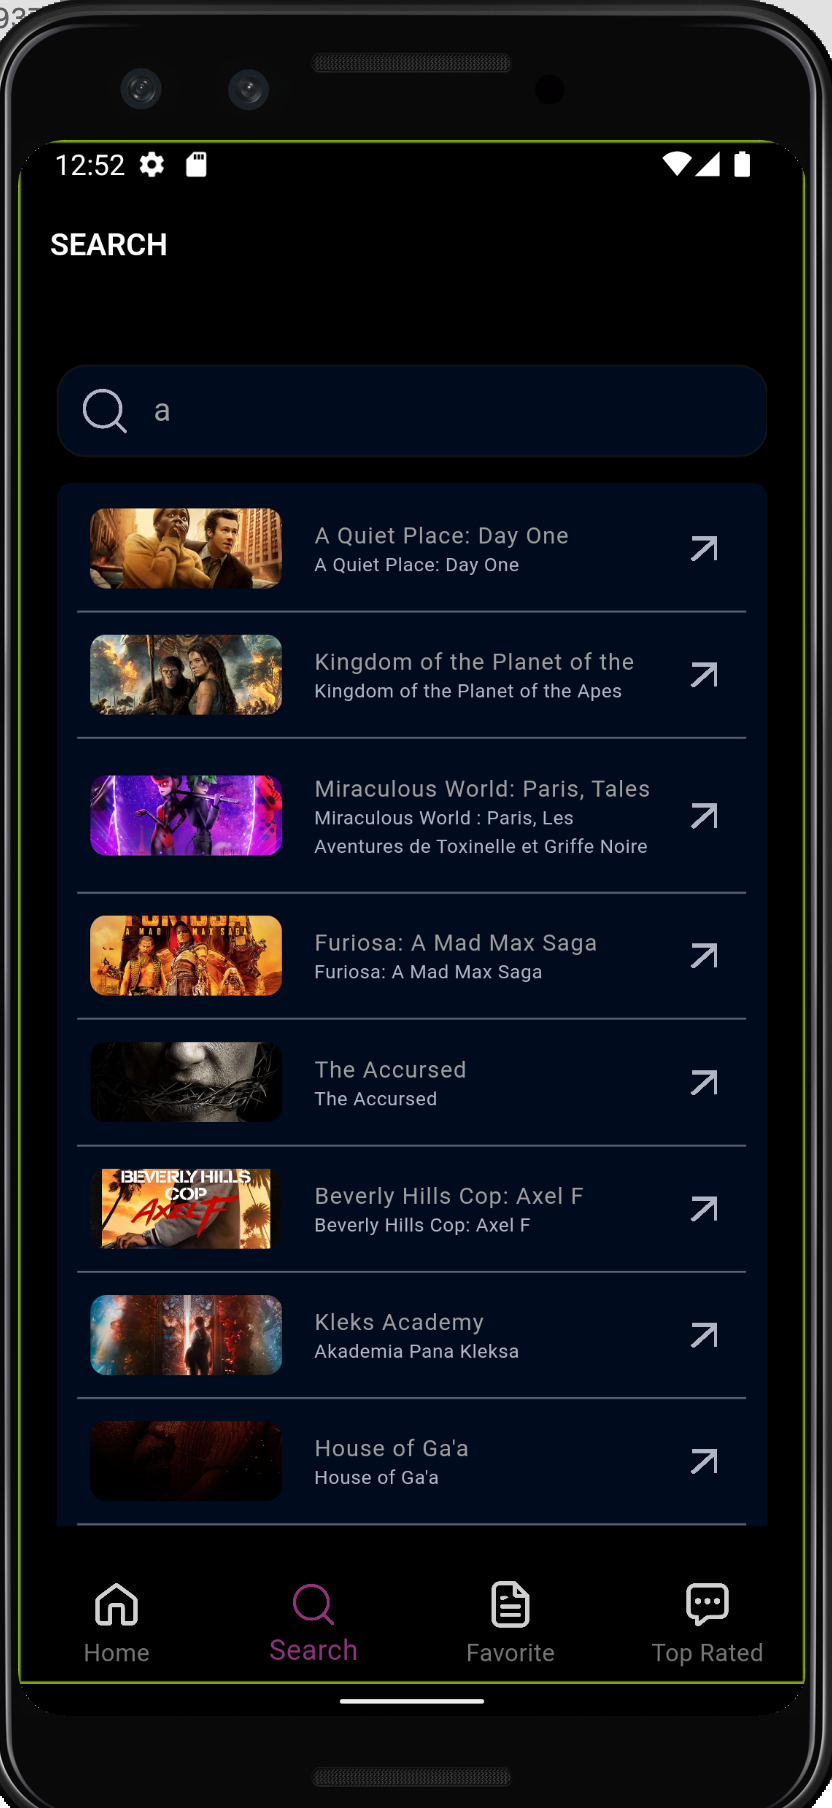 12:52
SEARCH
a
A Quiet Place: Day One
A Quiet Place: Day One
Kingdom of the Planet of the
Kingdom of the Planet of the Apes
Miraculous World: Paris, Tales
Miraculous World : Paris, Les
Aventures de Toxinelle et Griffe Noire
FURIOSA
A MAD MAX SAGA
Furiosa: A Mad Max Saga
Furiosa: A Mad Max Saga
The Accursed
The Accursed
BEVERLY HILLS
COP
AXEL F
Beverly Hills Cop: Axel F
Beverly Hills Cop: Axel F
Kleks Academy
Akademia Pana Kleksa
House of Ga'a
House of Ga'a
Home
Search
Favorite
Top Rated